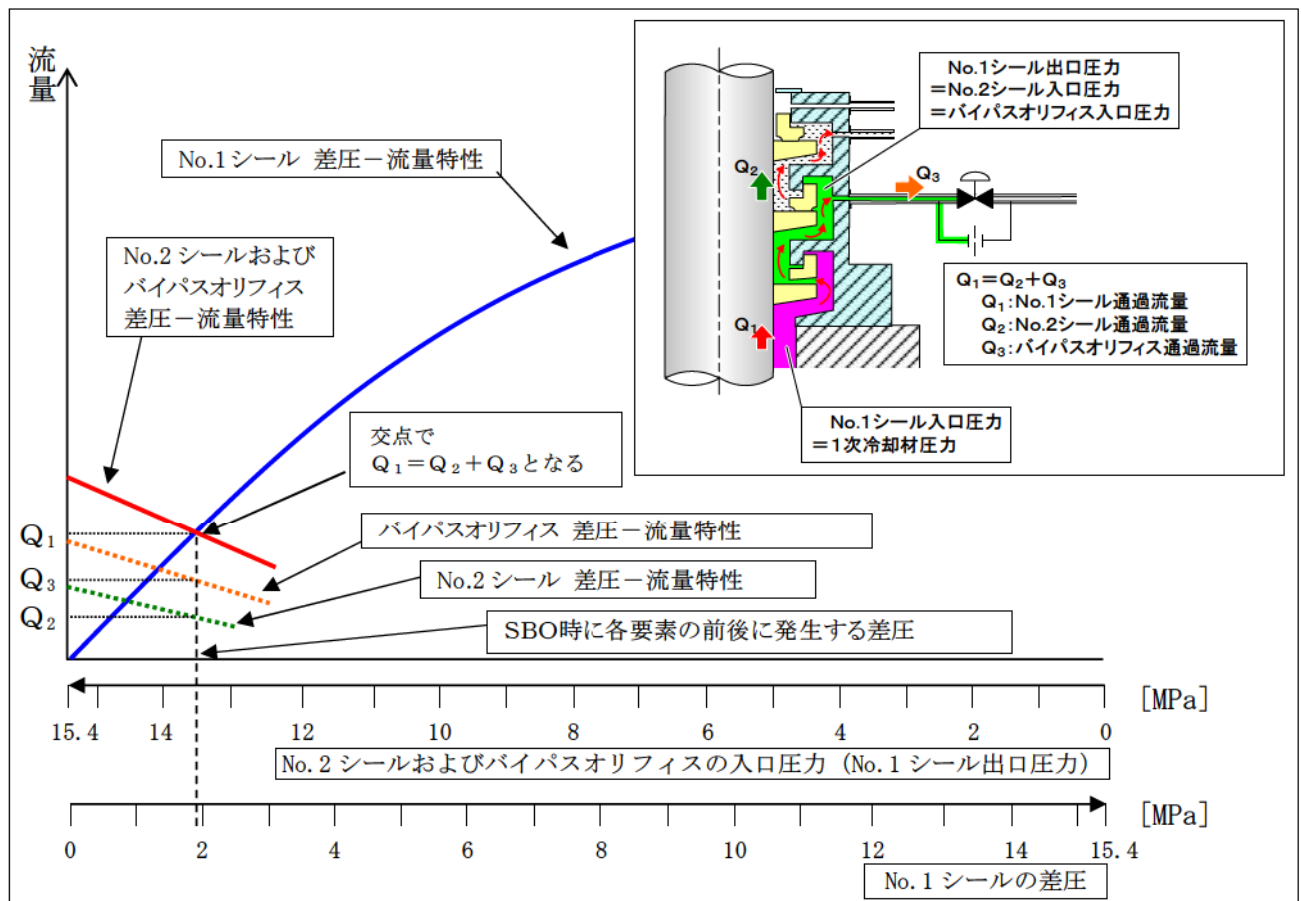 流
量
No.1シール 差圧－流量特性
No.2 シールおよび
バイパスオリフィス
差圧－流量特性
交点で
Q₁＝Q₂＋Q₃となる
バイパスオリフィス 差圧－流量特性
No.2 シール 差圧－流量特性
SBO時に各要素の前後に発生する差圧
Q₁
Q₃
Q₂
No.1シール出口圧力
＝No.2シール入口圧力
＝バイパスオリフィス入口圧力
Q₂
Q₃
Q₁
Q₁＝Q₂＋Q₃
Q₁：No.1シール通過流量
Q₂：No.2シール通過流量
Q₃：バイパスオリフィス通過流量
No.1シール入口圧力
＝1次冷却材圧力
[MPa]
15.4 14 12 10 8 6 4 2 0
No.2 シールおよびバイパスオリフィスの入口圧力（No.1 シール出口圧力）
[MPa]
0 2 4 6 8 10 12 14 15.4
No.1 シールの差圧